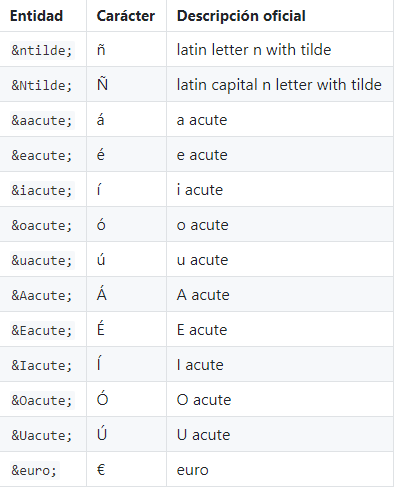 Entidad Carácter Descripción oficial
&ntilde; ñ latin letter n with tilde
&Ntilde; Ñ latin capital n letter with tilde
&aacute; á a acute
&eacute; é e acute
&iacute; í i acute
&oacute; ó o acute
&uacute; ú u acute
&Aacute; Á A acute
&Eacute; É E acute
&Iacute; Í I acute
&Oacute; Ó O acute
&Uacute; Ú U acute
&euro; € euro